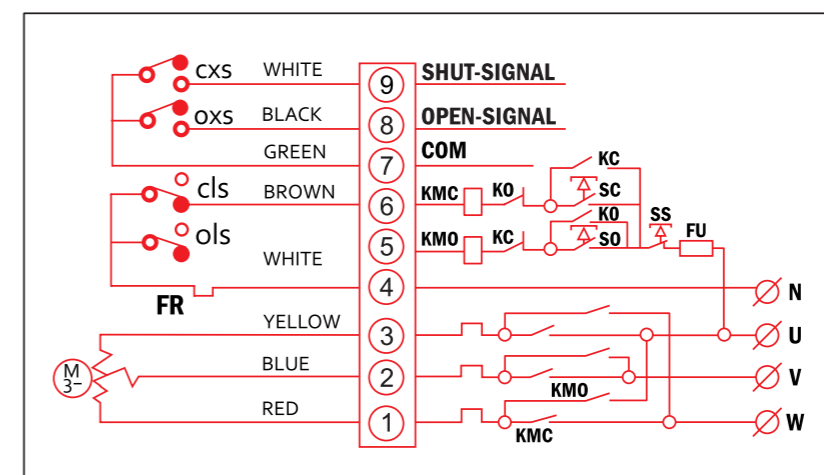 cxs WHITE 9 SHUT-SIGNAL
oxs BLACK 8 OPEN-SIGNAL
GREEN 7 COM
KC
cls BROWN 6 KMC KO SC
KO SS
ols 5 KMO KC SO FU
WHITE
FR 4 N
YELLOW 3 U
M 3~ BLUE 2 V
KMO
RED 1 W
KMC